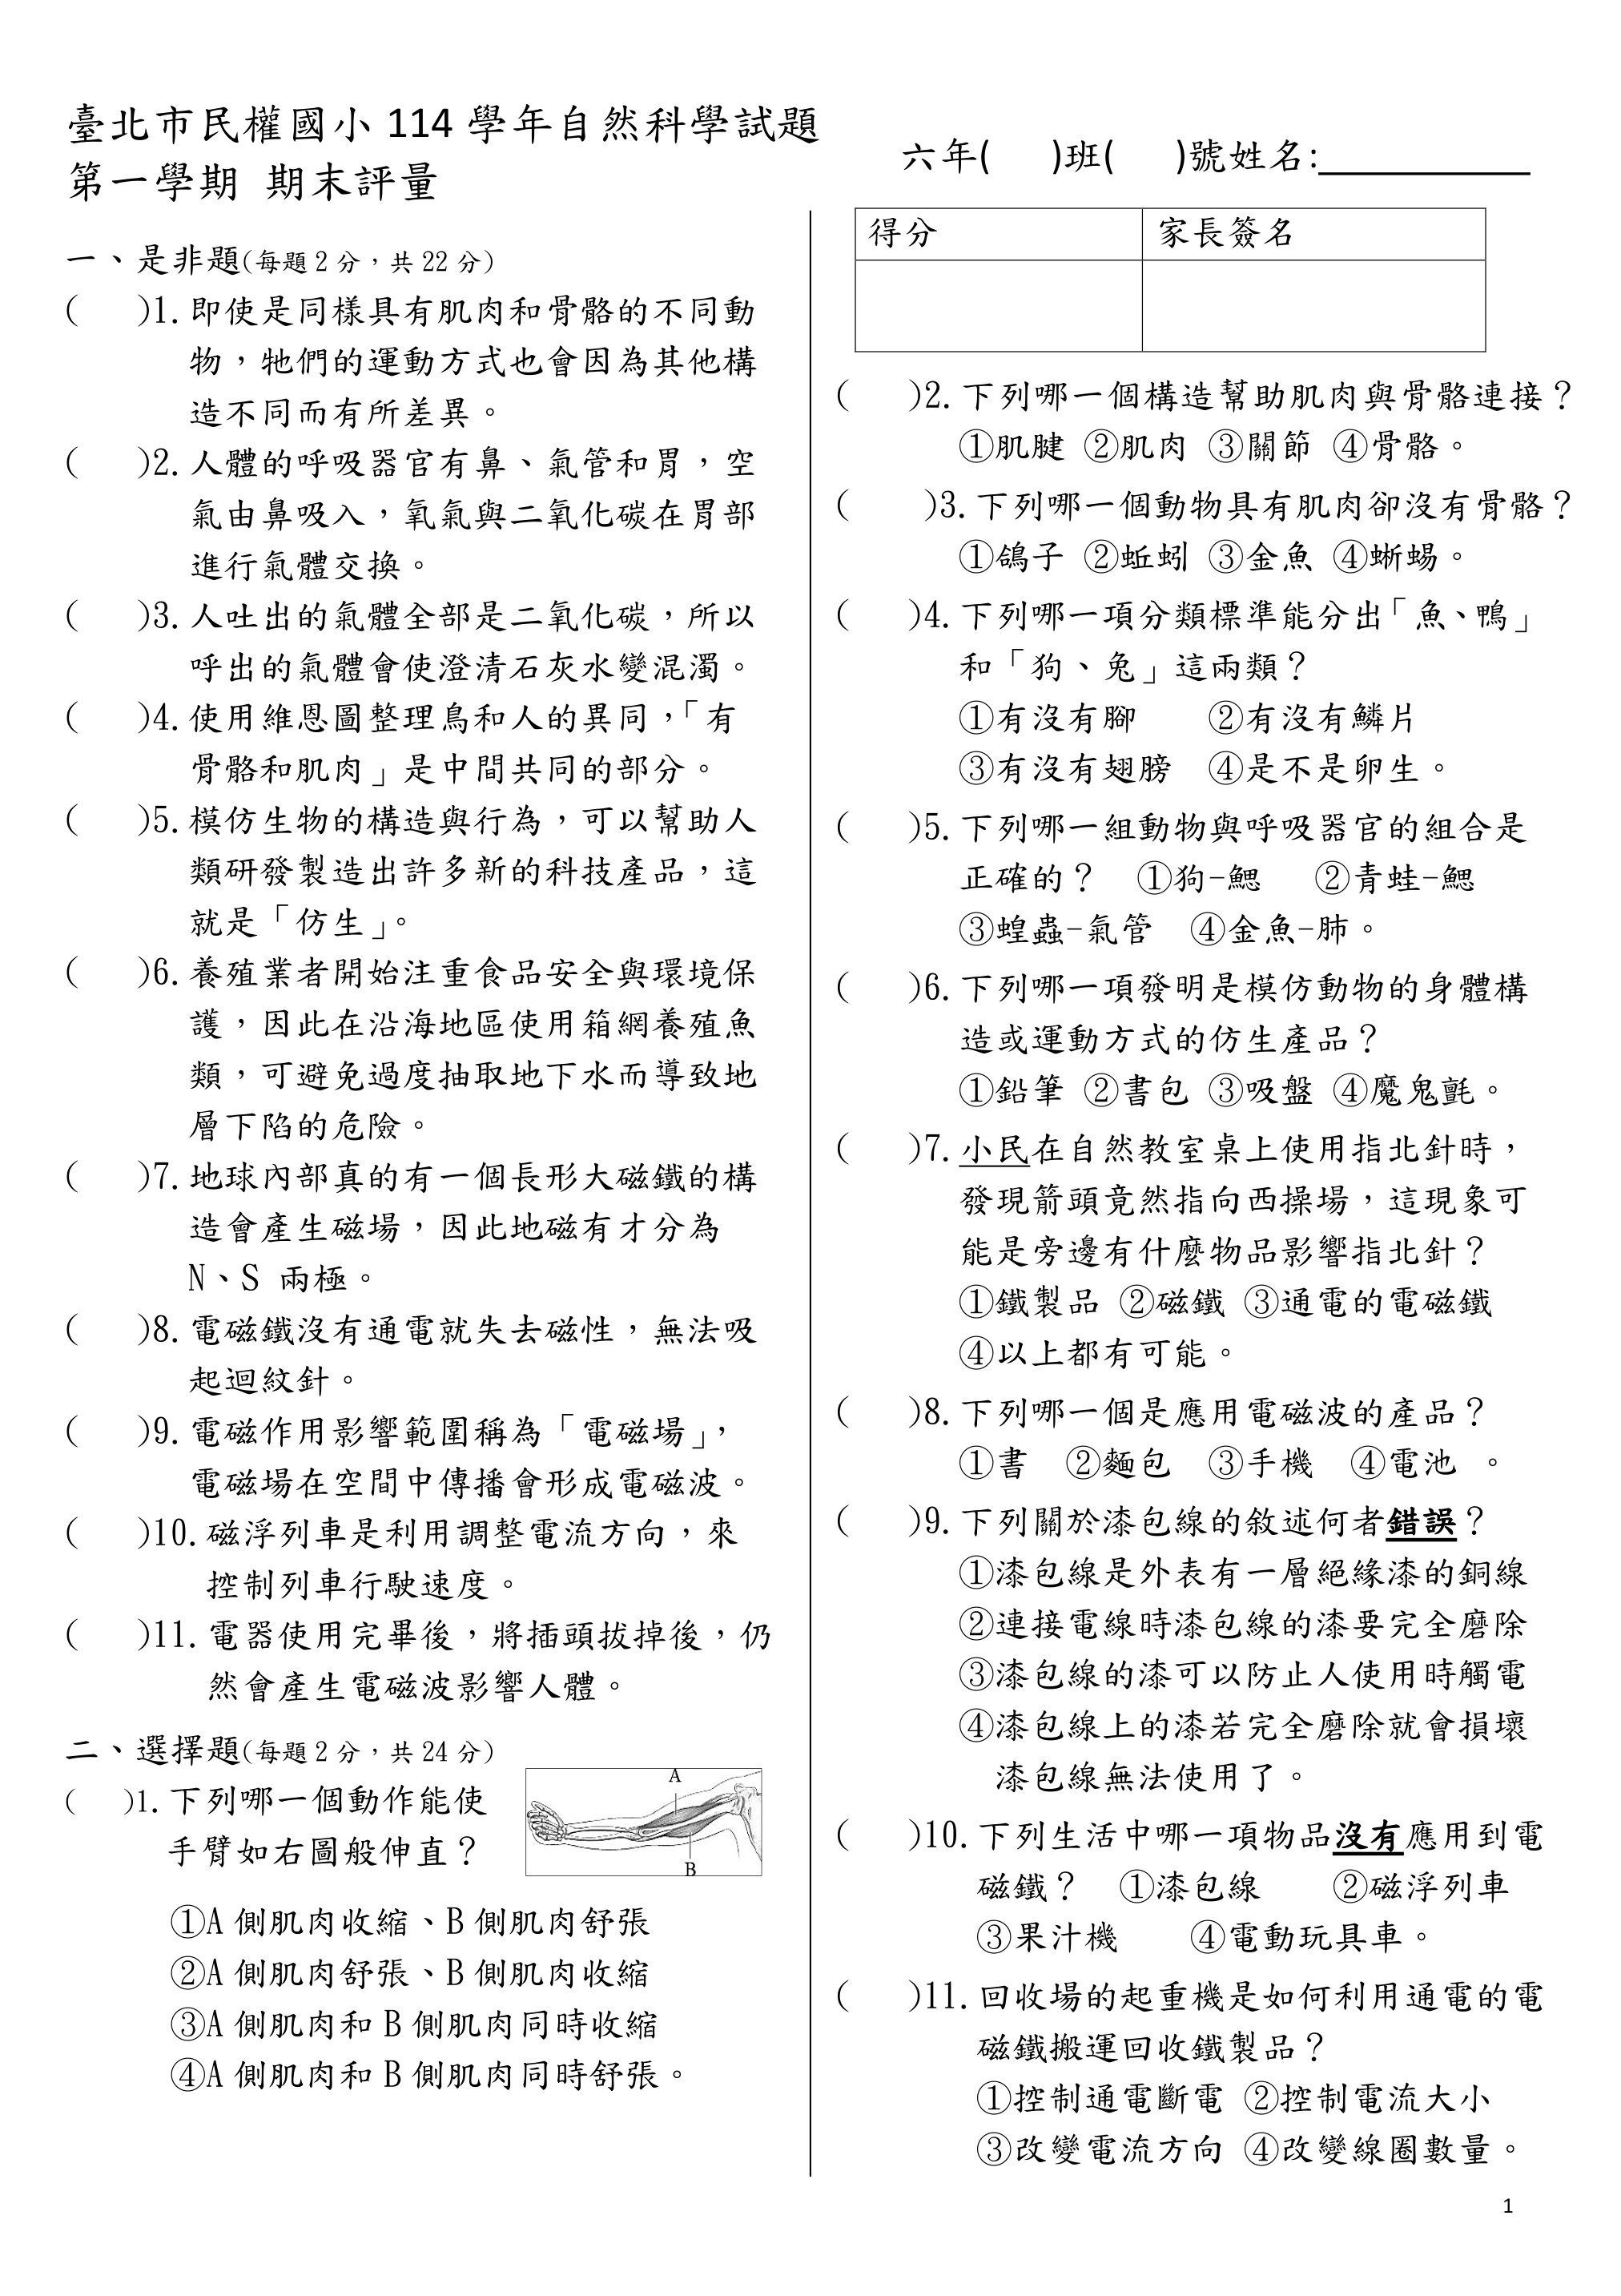 臺北市民權國小 114 學年自然科學試題
第一學期 期末評量
六年(  )班(  )號姓名:
得分 家長簽名
一、是非題(每題 2 分，共 22 分)
(  )1. 即使是同樣具有肌肉和骨骼的不同動
物，牠們的運動方式也會因為其他構
造不同而有所差異。
(  )2. 人體的呼吸器官有鼻、氣管和胃，空
氣由鼻吸入，氧氣與二氧化碳在胃部
進行氣體交換。
(  )3. 人吐出的氣體全部是二氧化碳，所以
呼出的氣體會使澄清石灰水變混濁。
(  )4. 使用維恩圖整理鳥和人的異同，「有
骨骼和肌肉」是中間共同的部分。
(  )5. 模仿生物的構造與行為，可以幫助人
類研發製造出許多新的科技產品，這
就是「仿生」。
(  )6. 養殖業者開始注重食品安全與環境保
護，因此在沿海地區使用箱網養殖魚
類，可避免過度抽取地下水而導致地
層下陷的危險。
(  )7. 地球內部真的有一個長形大磁鐵的構
造會產生磁場，因此地磁有才分為
N、S 兩極。
(  )8. 電磁鐵沒有通電就失去磁性，無法吸
起迴紋針。
(  )9. 電磁作用影響範圍稱為「電磁場」，
電磁場在空間中傳播會形成電磁波。
(  )10. 磁浮列車是利用調整電流方向，來
控制列車行駛速度。
(  )11. 電器使用完畢後，將插頭拔掉後，仍
然會產生電磁波影響人體。
二、選擇題(每題 2 分，共 24 分)
(  )1. 下列哪一個動作能使
手臂如右圖般伸直？
A
B
①A 側肌肉收縮、B 側肌肉舒張
②A 側肌肉舒張、B 側肌肉收縮
③A 側肌肉和 B 側肌肉同時收縮
④A 側肌肉和 B 側肌肉同時舒張。
(  )2. 下列哪一個構造幫助肌肉與骨骼連接？
①肌腱 ②肌肉 ③關節 ④骨骼。
(  )3. 下列哪一個動物具有肌肉卻沒有骨骼？
①鴿子 ②蚯蚓 ③金魚 ④蜥蜴。
(  )4. 下列哪一項分類標準能分出「魚、鴨」
和「狗、兔」這兩類？
①有沒有腳 ②有沒有鱗片
③有沒有翅膀 ④是不是卵生。
(  )5. 下列哪一組動物與呼吸器官的組合是
正確的？ ①狗-鰓 ②青蛙-鰓
③蝗蟲-氣管 ④金魚-肺。
(  )6. 下列哪一項發明是模仿動物的身體構
造或運動方式的仿生產品？
①鉛筆 ②書包 ③吸盤 ④魔鬼氈。
(  )7. 小民在自然教室桌上使用指北針時，
發現箭頭竟然指向西操場，這現象可
能是旁邊有什麼物品影響指北針？
①鐵製品 ②磁鐵 ③通電的電磁鐵
④以上都有可能。
(  )8. 下列哪一個是應用電磁波的產品？
①書 ②麵包 ③手機 ④電池 。
(  )9. 下列關於漆包線的敘述何者錯誤？
①漆包線是外表有一層絕緣漆的銅線
②連接電線時漆包線的漆要完全磨除
③漆包線的漆可以防止人使用時觸電
④漆包線上的漆若完全磨除就會損壞
漆包線無法使用了。
(  )10. 下列生活中哪一項物品沒有應用到電
磁鐵？ ①漆包線 ②磁浮列車
③果汁機 ④電動玩具車。
(  )11. 回收場的起重機是如何利用通電的電
磁鐵搬運回收鐵製品？
①控制通電斷電 ②控制電流大小
③改變電流方向 ④改變線圈數量。
1